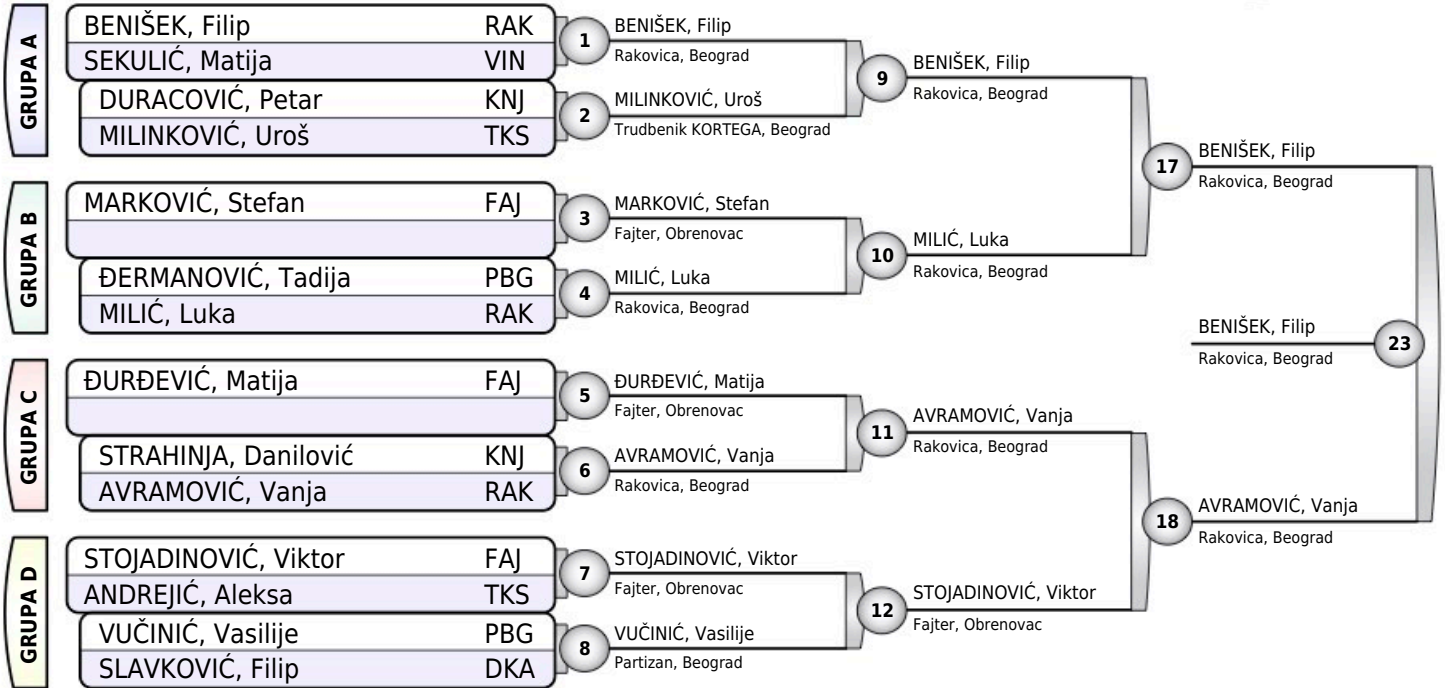 GRUPA A
BENIŠEK, Filip RAK
SEKULIĆ, Matija VIN
DURACOVIĆ, Petar KNJ
MILINKOVIĆ, Uroš TKS
GRUPA B
MARKOVIĆ, Stefan FAJ
ĐERMANOVIĆ, Tadija PBG
MILIĆ, Luka RAK
GRUPA C
ĐURĐEVIĆ, Matija FAJ
STRAHINJA, Danilović KNJ
AVRAMOVIĆ, Vanja RAK
GRUPA D
STOJADINOVIĆ, Viktor FAJ
ANDREJIĆ, Aleksa TKS
VUČINIĆ, Vasilije PBG
SLAVKOVIĆ, Filip DKA
1
BENIŠEK, Filip
Rakovica, Beograd
2
MILINKOVIĆ, Uroš
Trudbenik KORTEGA, Beograd
3
MARKOVIĆ, Stefan
Fajter, Obrenovac
4
MILIĆ, Luka
Rakovica, Beograd
5
ĐURĐEVIĆ, Matija
Fajter, Obrenovac
6
AVRAMOVIĆ, Vanja
Rakovica, Beograd
7
STOJADINOVIĆ, Viktor
Fajter, Obrenovac
8
VUČINIĆ, Vasilije
Partizan, Beograd
9
BENIŠEK, Filip
Rakovica, Beograd
10
MILIĆ, Luka
Rakovica, Beograd
11
AVRAMOVIĆ, Vanja
Rakovica, Beograd
12
STOJADINOVIĆ, Viktor
Fajter, Obrenovac
17
BENIŠEK, Filip
Rakovica, Beograd
18
AVRAMOVIĆ, Vanja
Rakovica, Beograd
BENIŠEK, Filip
Rakovica, Beograd
23